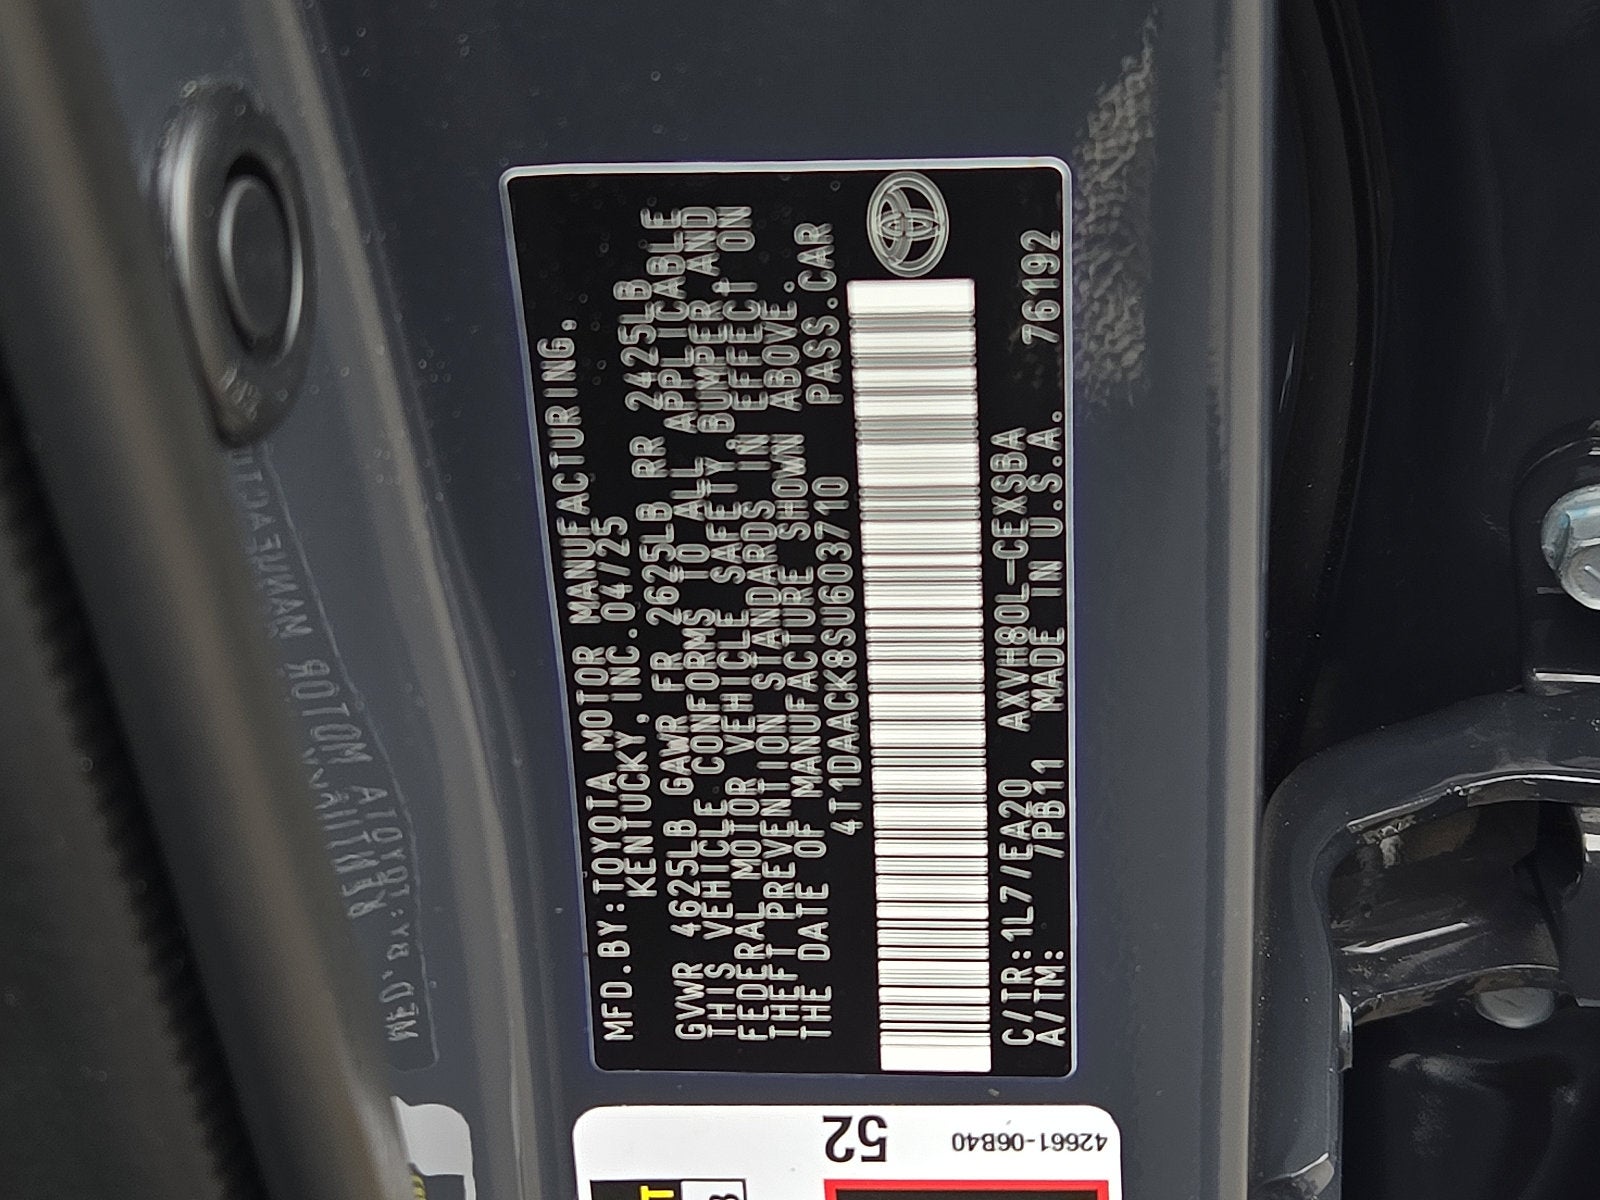 MFD.BY:TOYOTA MOTOR MANUFACTURING,
KENTUCKY, INC. 04/25
GVWR 4625LB GAWR FR 2625LB RR 2425LB
THIS VEHICLE CONFORMS TO ALL APPLICABLE
FEDERAL MOTOR VEHICLE SAFETY,BUMPER,AND
THEFT PREVENTION STANDARDS IN EFFECT ON
THE DATE OF MANUFACTURE SHOWN ABOVE.
4T1DAACK8SU603710 PASS.CAR
C/TR:1L7/EA20 AXVH80L-CEXSBA
A/TM: 7PB11 MADE IN U.S.A. 76192
52
42661-06B40